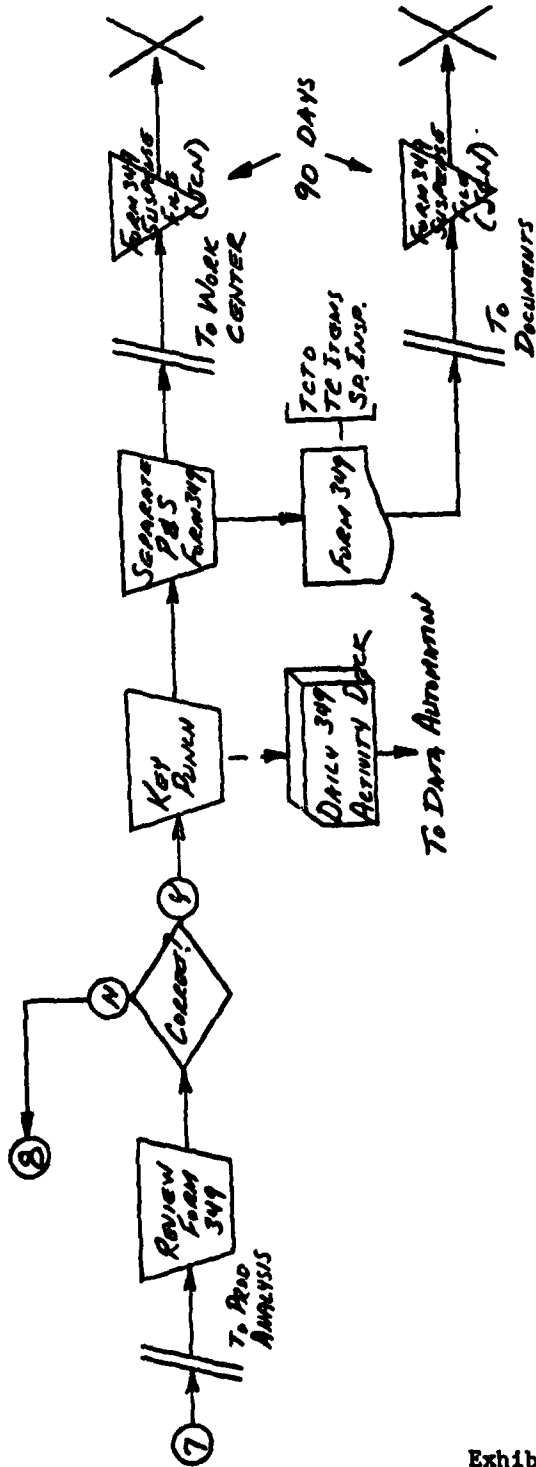 7
TO PROD
ANALYSIS
REVIEW
FORM
349
CORRECT?
N
8
Y
KEY
PUNCH
DAILY 349
ACTIVITY DECK
TO DATA AUTOMATION
SEPARATE
P&S
FORM 349
TO WORK
CENTER
FORM 349
SUSPENSE
FILE
(JCN)
90 DAYS
FORM 349
TCTO
TC ITEMS
SP. INSP.
TO
DOCUMENTS
FORM 349
SUSPENSE
FILE
(JCN)
Exhib